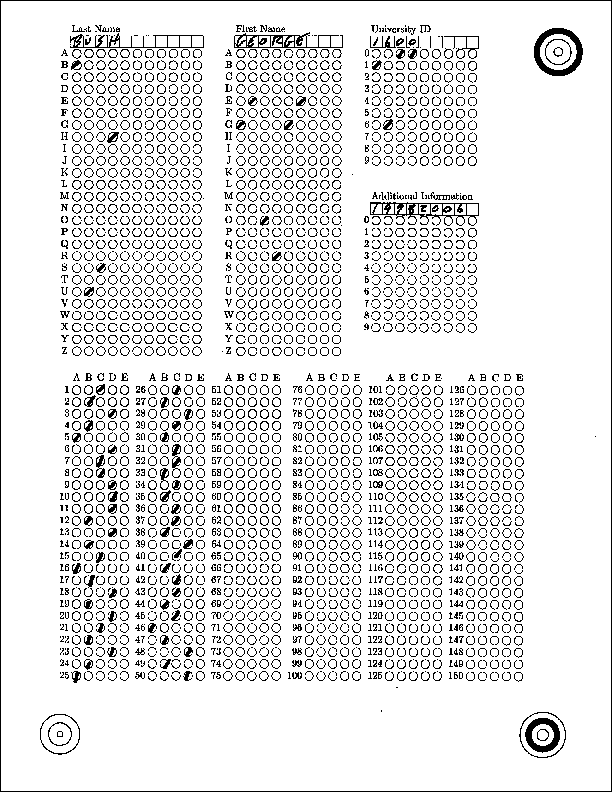 Last Name
BUSH
A
B
C
D
E
F
G
H
I
J
K
L
M
N
O
P
Q
R
S
T
U
V
W
X
Y
Z
First Name
GEORGE
A
B
C
D
E
F
G
H
I
J
K
L
M
N
O
P
Q
R
S
T
U
V
W
X
Y
Z
University ID
1600
0
1
2
3
4
5
6
7
8
9
Additional Information
0
1
2
3
4
5
6
7
8
9
A B C D E A B C D E A B C D E A B C D E A B C D E A B C D E
1 26 51 76 101 126
2 27 52 77 102 127
3 28 53 78 103 128
4 29 54 79 104 129
5 30 55 80 105 130
6 31 56 81 106 131
7 32 57 82 107 132
8 33 58 83 108 133
9 34 59 84 109 134
10 35 60 85 110 135
11 36 61 86 111 136
12 37 62 87 112 137
13 38 63 88 113 138
14 39 64 89 114 139
15 40 65 90 115 140
16 41 66 91 116 141
17 42 67 92 117 142
18 43 68 93 118 143
19 44 69 94 119 144
20 45 70 95 120 145
21 46 71 96 121 146
22 47 72 97 122 147
23 48 73 98 123 148
24 49 74 99 124 149
25 50 75 100 125 150